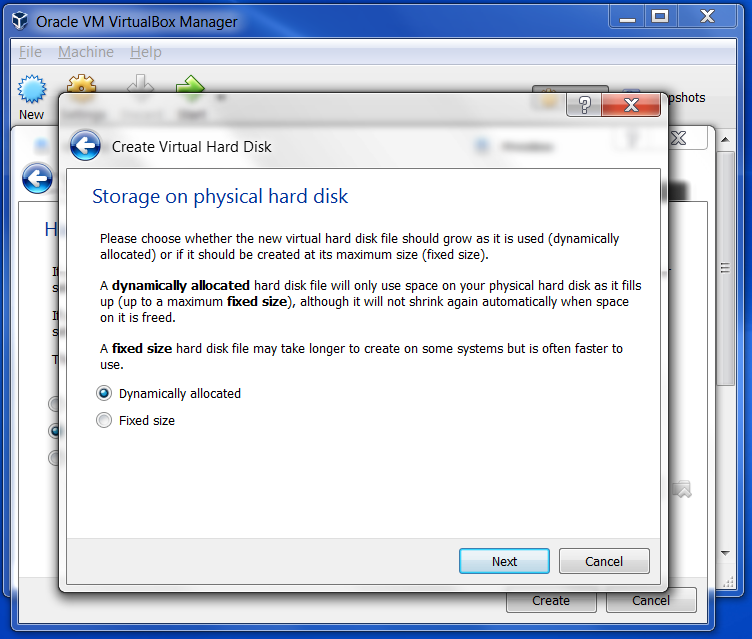 Oracle VM VirtualBox Manager
File Machine Help
New
pshots
Create Virtual Hard Disk
Storage on physical hard disk
Please choose whether the new virtual hard disk file should grow as it is used (dynamically
allocated) or if it should be created at its maximum size (fixed size).
A dynamically allocated hard disk file will only use space on your physical hard disk as it fills
up (up to a maximum fixed size), although it will not shrink again automatically when space
on it is freed.
A fixed size hard disk file may take longer to create on some systems but is often faster to
use.
Dynamically allocated
Fixed size
Next Cancel
Create Cancel